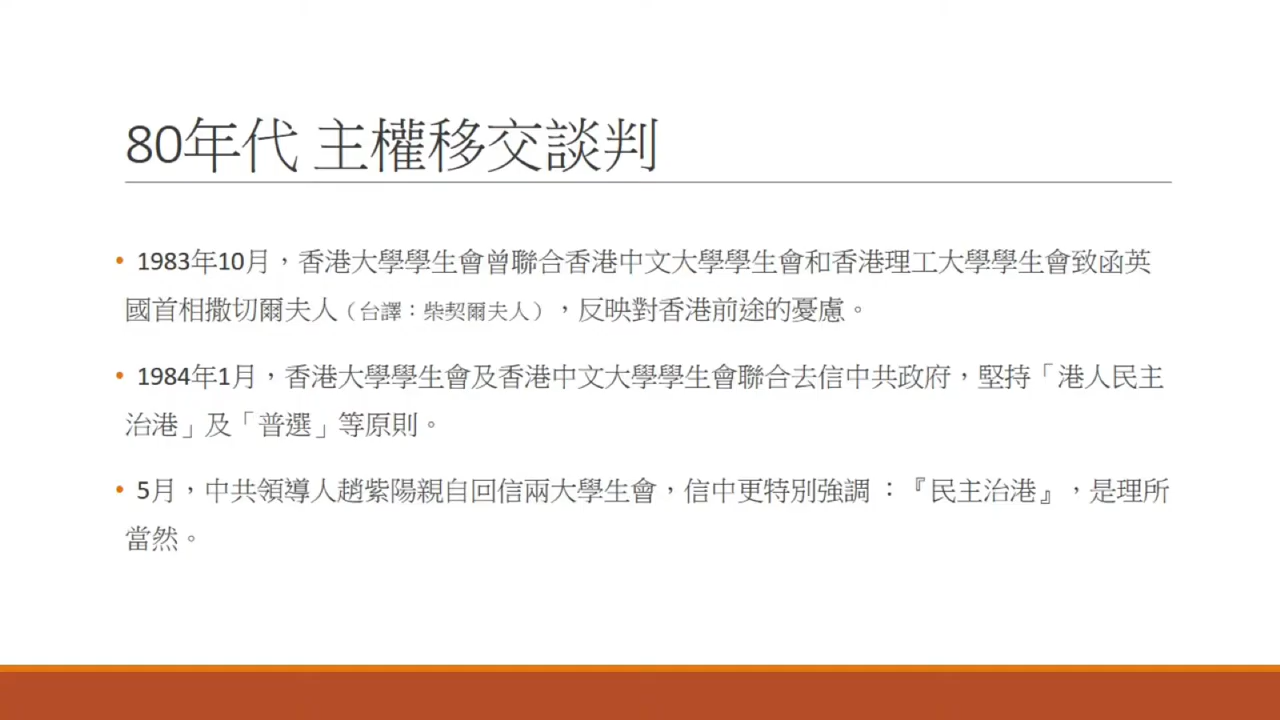 80年代 主權移交談判
• 1983年10月，香港大學學生會曾聯合香港中文大學學生會和香港理工大學學生會致函英
國首相撒切爾夫人（台譯：柴契爾夫人），反映對香港前途的憂慮。
• 1984年1月，香港大學學生會及香港中文大學學生會聯合去信中共政府，堅持「港人民主
治港」及「普選」等原則。
• 5月，中共領導人趙紫陽親自回信兩大學生會，信中更特別強調 ：『民主治港』，是理所
當然。